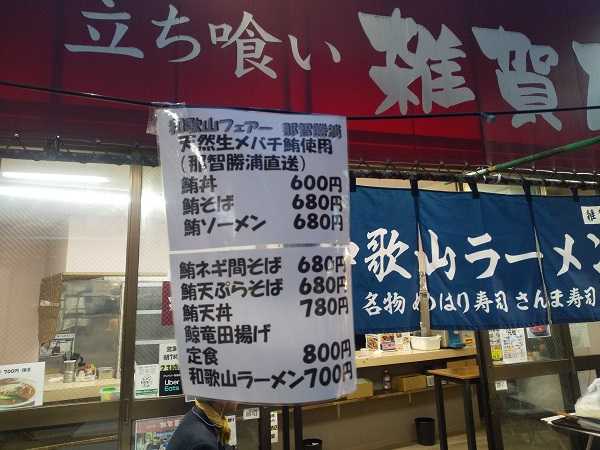 立ち喰い 雑賀
和歌山フェアー 那智勝浦
天然生メバチ鮪使用
(那智勝浦直送)
鮪丼 600円
鮪そば 680円
鮪ソーメン 680円
鮪ネギ間そば 680円
鮪天ぷらそば 680円
鮪天丼 780円
鯨竜田揚げ
定食 800円
和歌山ラーメン700円
歌山ラーメン
名物 めはり寿司さんま寿司
700円
Uber
Eats